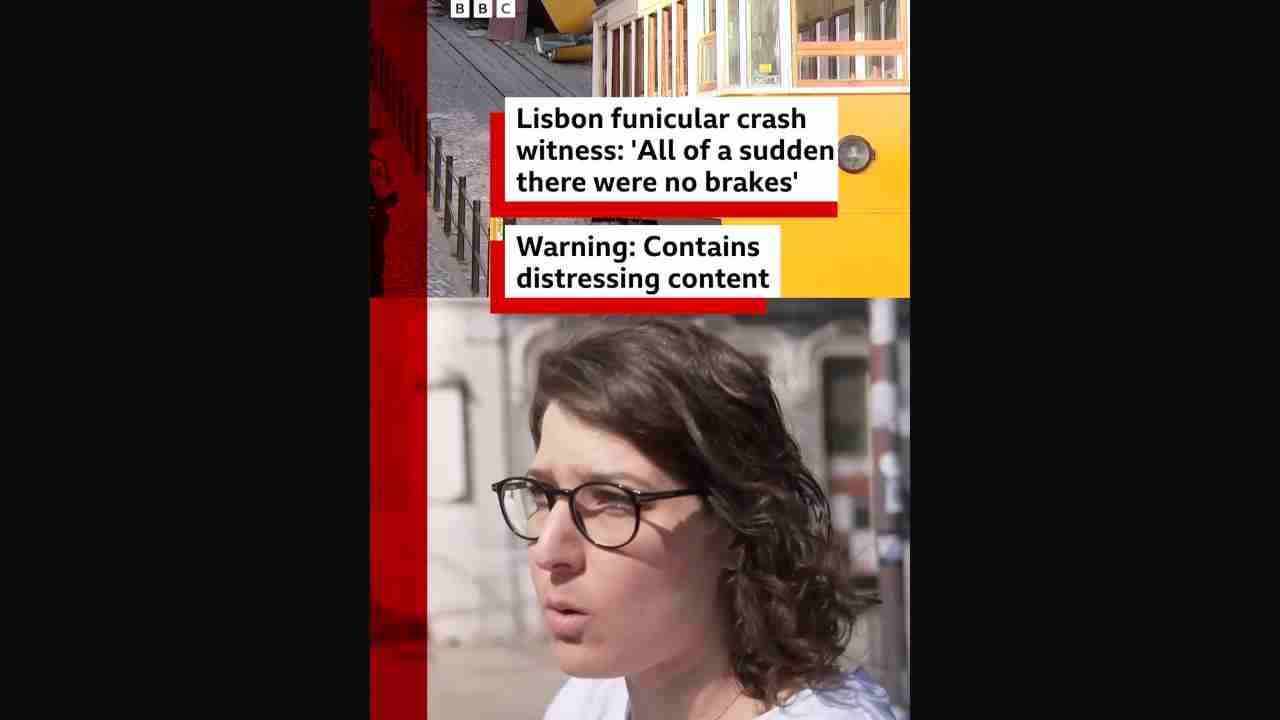 BBC
Lisbon funicular crash
witness: 'All of a sudden
there were no brakes'
Warning: Contains
distressing content